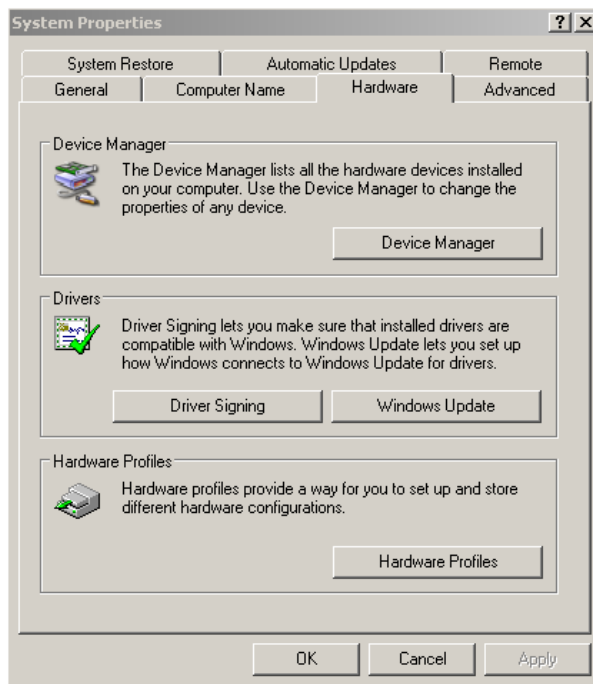 System Properties
?
System Restore
Automatic Updates
Remote
General
Computer Name
Hardware
Advanced
Device Manager
The Device Manager lists all the hardware devices installed
on your computer. Use the Device Manager to change the
properties of any device.
Device Manager
Drivers
Driver Signing lets you make sure that installed drivers are
compatible with Windows. Windows Update lets you set up
how Windows connects to Windows Update for drivers.
Driver Signing
Windows Update
Hardware Profiles
Hardware profiles provide a way for you to set up and store
different hardware configurations.
Hardware Profiles
OK
Cancel
Apply